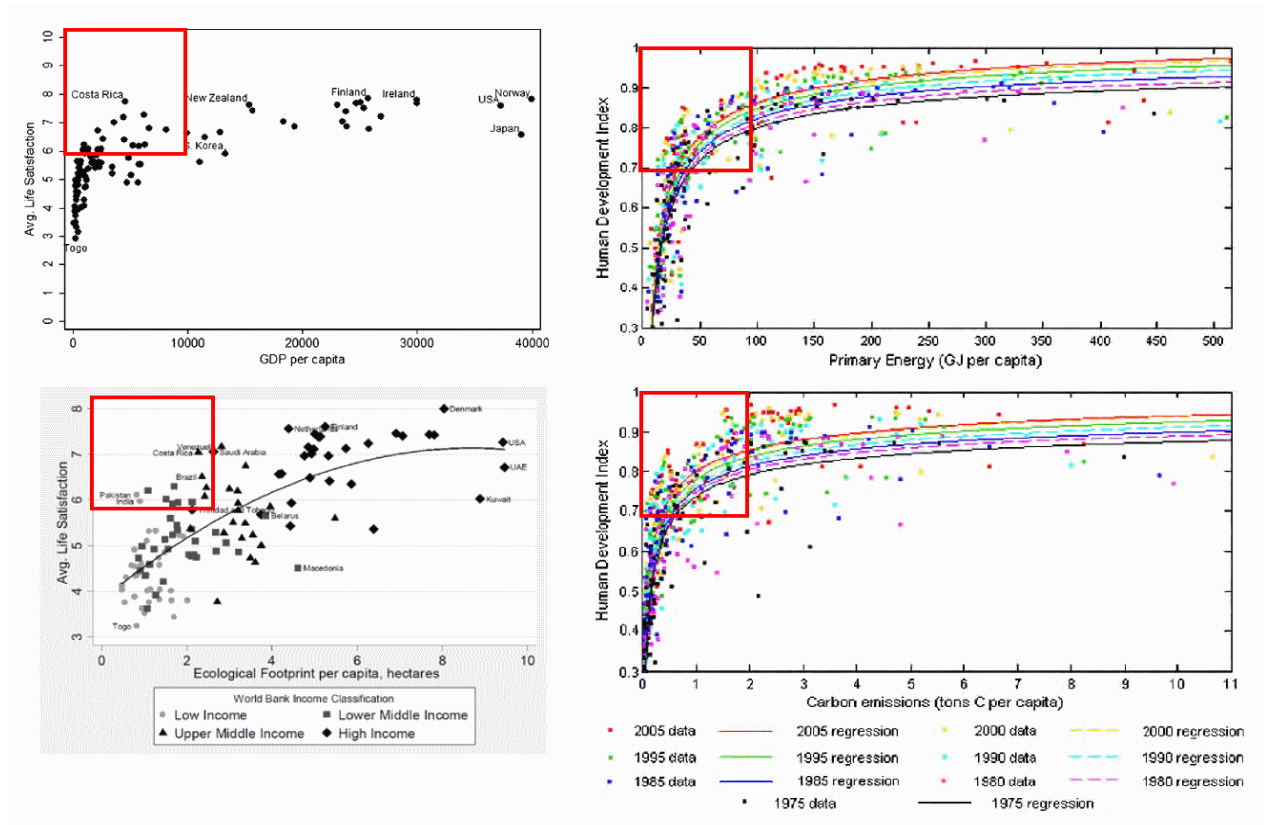 10
9
8
7
6
5
4
3
2
1
0
Avg. Life Satisfaction
Costa Rica
New Zealand
Finland
Ireland
Norway
USA
Japan
S. Korea
Togo
0
10000
20000
30000
40000
GDP per capita
1
0.9
0.8
0.7
0.6
0.5
0.4
0.3
Human Development Index
0
50
100
150
200
250
300
350
400
450
500
Primary Energy (GJ per capita)
8
7
6
5
4
3
Avg. Life Satisfaction
Denmark
Finland
USA
Costa Rica
Saudi Arabia
UAE
Brazil
Pakistan
India
Kuwait
Belarus
Macedonia
Togo
0
2
4
6
8
10
Ecological Footprint per capita, hectares
World Bank Income Classification
Low Income
Lower Middle Income
Upper Middle Income
High Income
1
0.9
0.8
0.7
0.6
0.5
0.4
0.3
Human Development Index
0
1
2
3
4
5
6
7
8
9
10
11
Carbon emissions (tons C per capita)
2005 data
2005 regression
2000 data
2000 regression
1995 data
1995 regression
1990 data
1990 regression
1985 data
1985 regression
1980 data
1980 regression
1975 data
1975 regression